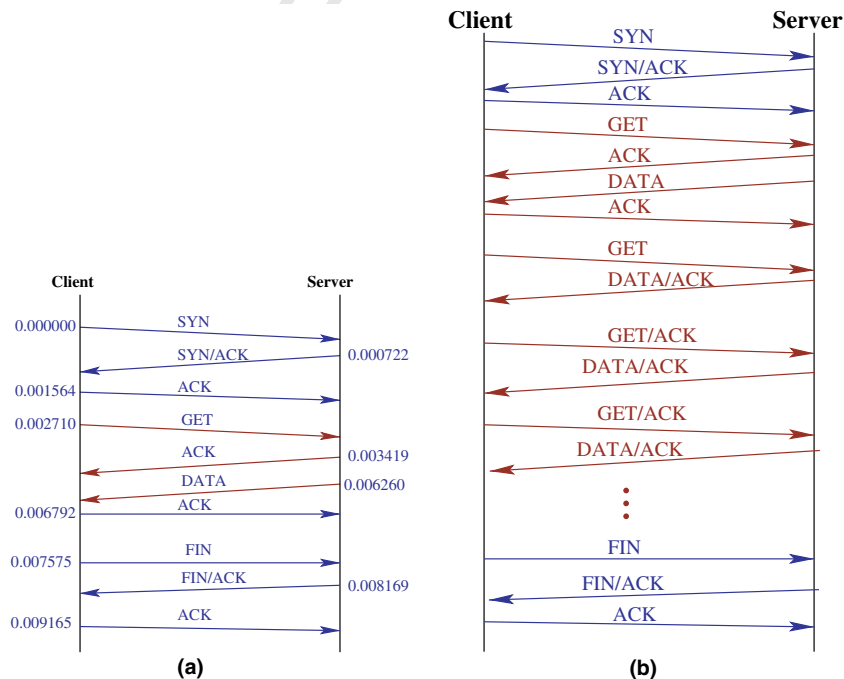 Client Server
0.000000 SYN
SYN/ACK 0.000722
0.001564 ACK
0.002710 GET
ACK 0.003419
DATA 0.006260
0.006792 ACK
0.007575 FIN
FIN/ACK 0.008169
0.009165 ACK
(a)
Client Server
SYN
SYN/ACK
ACK
GET
ACK
DATA
ACK
GET
DATA/ACK
GET/ACK
DATA/ACK
GET/ACK
DATA/ACK
FIN
FIN/ACK
ACK
(b)